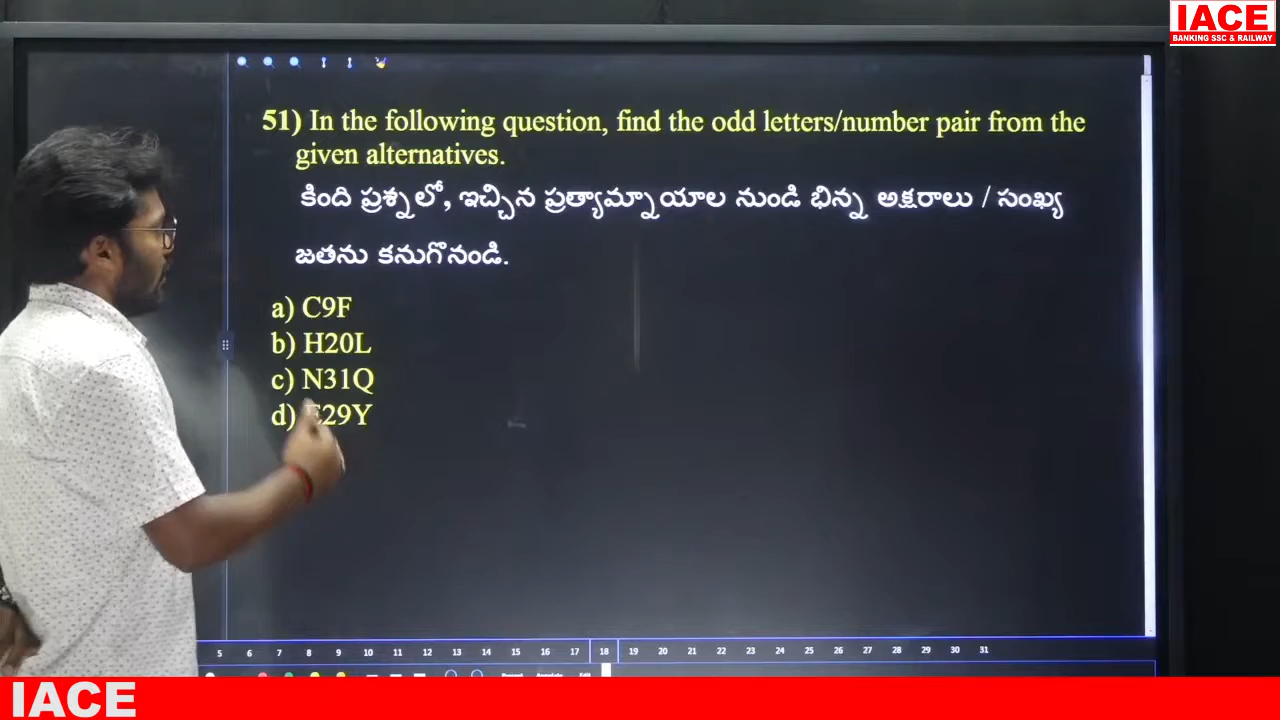 IACE
BANKING SSC & RAILWAY
51) In the following question, find the odd letters/number pair from the
given alternatives.
కింది ప్రశ్నలో, ఇచ్చిన ప్రత్యామ్నాయాల నుండి భిన్న అక్షరాలు / సంఖ్య
జతను కనుగొనండి.
a) C9F
b) H20L
c) N31Q
d) E29Y
5 6 7 8 9 10 11 12 13 14 15 16 17 18 19 20 21 22 23 24 25 26 27 28 29 30 31
IACE